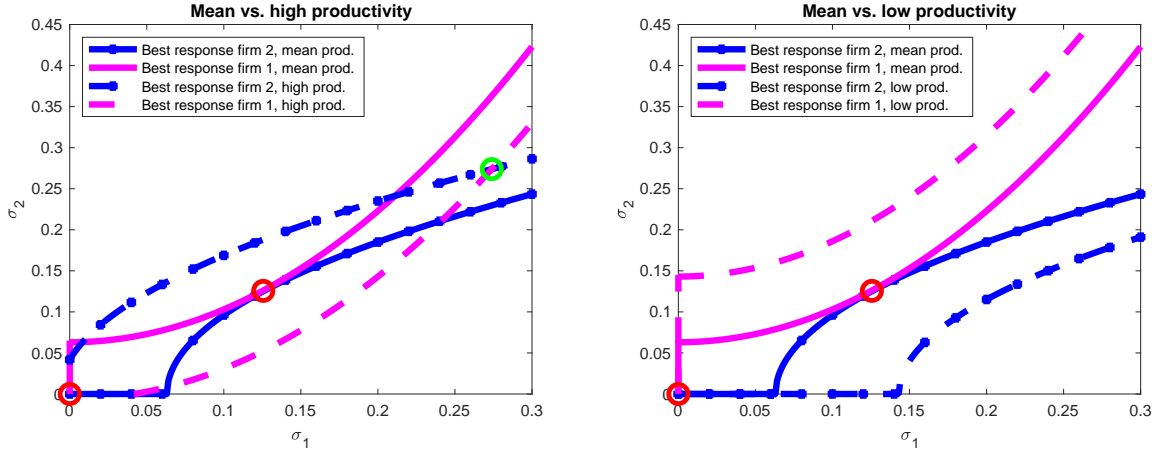 Mean vs. high productivity
Best response firm 2, mean prod.
Best response firm 1, mean prod.
Best response firm 2, high prod.
Best response firm 1, high prod.
0.45
0.4
0.35
0.3
0.25
0.2
0.15
0.1
0.05
0
σ2
0 0.05 0.1 0.15 0.2 0.25 0.3
σ1
Mean vs. low productivity
Best response firm 2, mean prod.
Best response firm 1, mean prod.
Best response firm 2, low prod.
Best response firm 1, low prod.
0.45
0.4
0.35
0.3
0.25
0.2
0.15
0.1
0.05
0
σ2
0 0.05 0.1 0.15 0.2 0.25 0.3
σ1